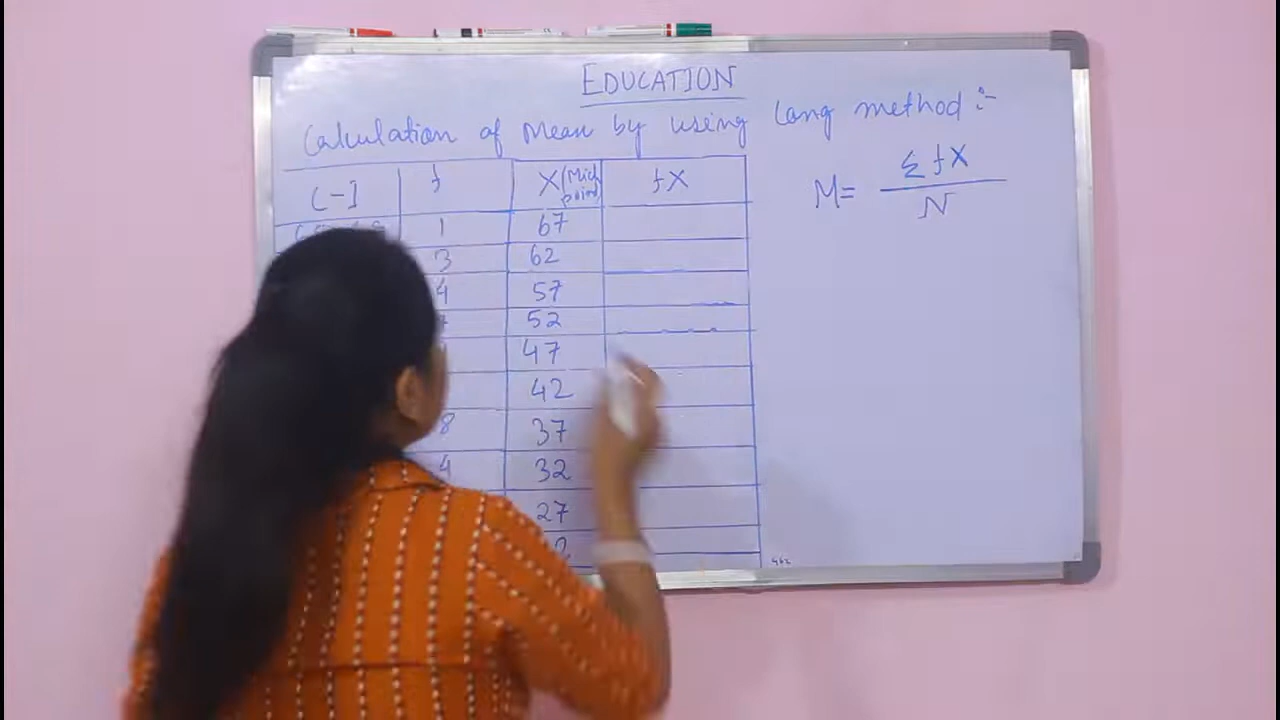 EDUCATION
Calculation of Mean by using Long method :-
C-I f X (Mid point) fX
M = Σ fX / N
1 67
3 62
4 57
52
47
42
8 37
4 32
27
2